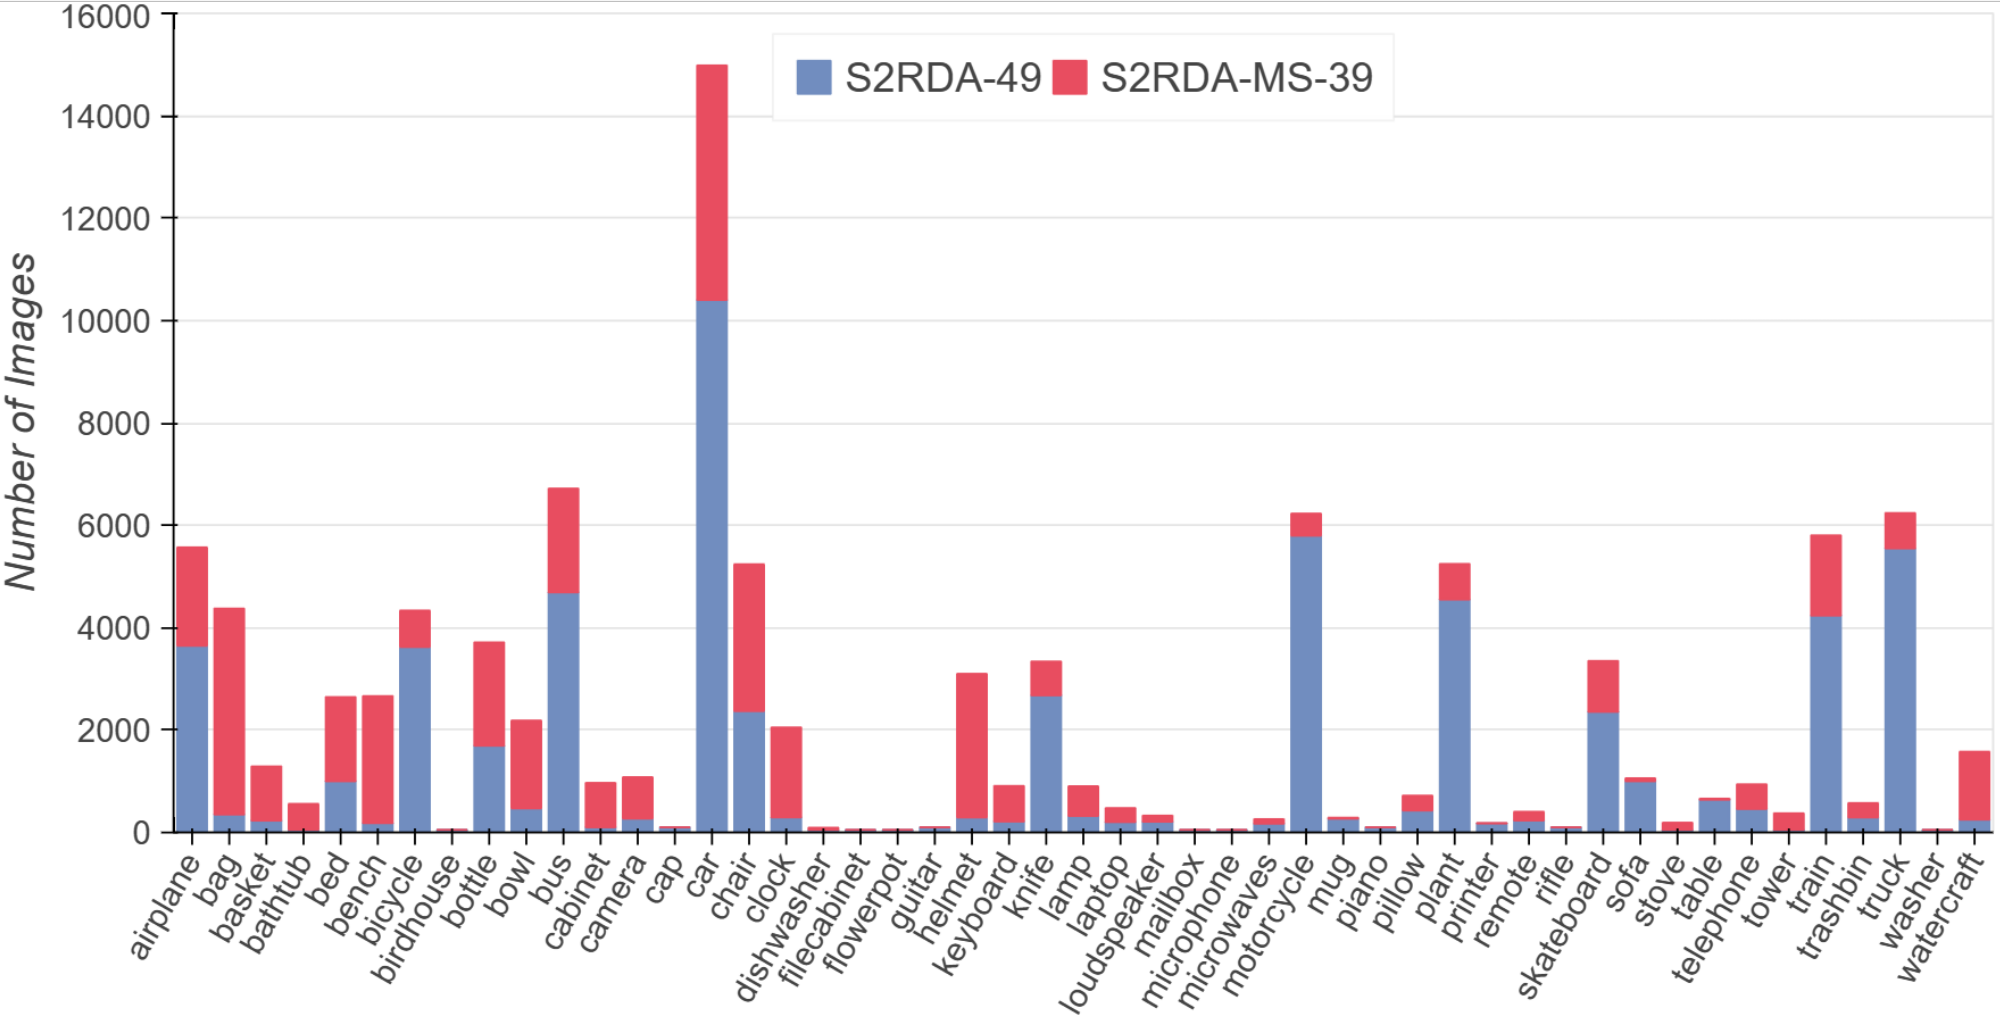 16000
14000
12000
10000
8000
6000
4000
2000
0
Number of Images
S2RDA-49 S2RDA-MS-39
airplane
bag
basket
bathtub
bed
bench
bicycle
birdhouse
bottle
bowl
bus
cabinet
camera
cap
car
chair
clock
dishwasher
filecabinet
flowerpot
guitar
helmet
keyboard
knife
lamp
laptop
loudspeaker
mailbox
microphone
microwaves
motorcycle
mug
piano
pillow
plant
printer
remote
rifle
skateboard
sofa
stove
table
telephone
tower
train
trashbin
truck
washer
watercraft